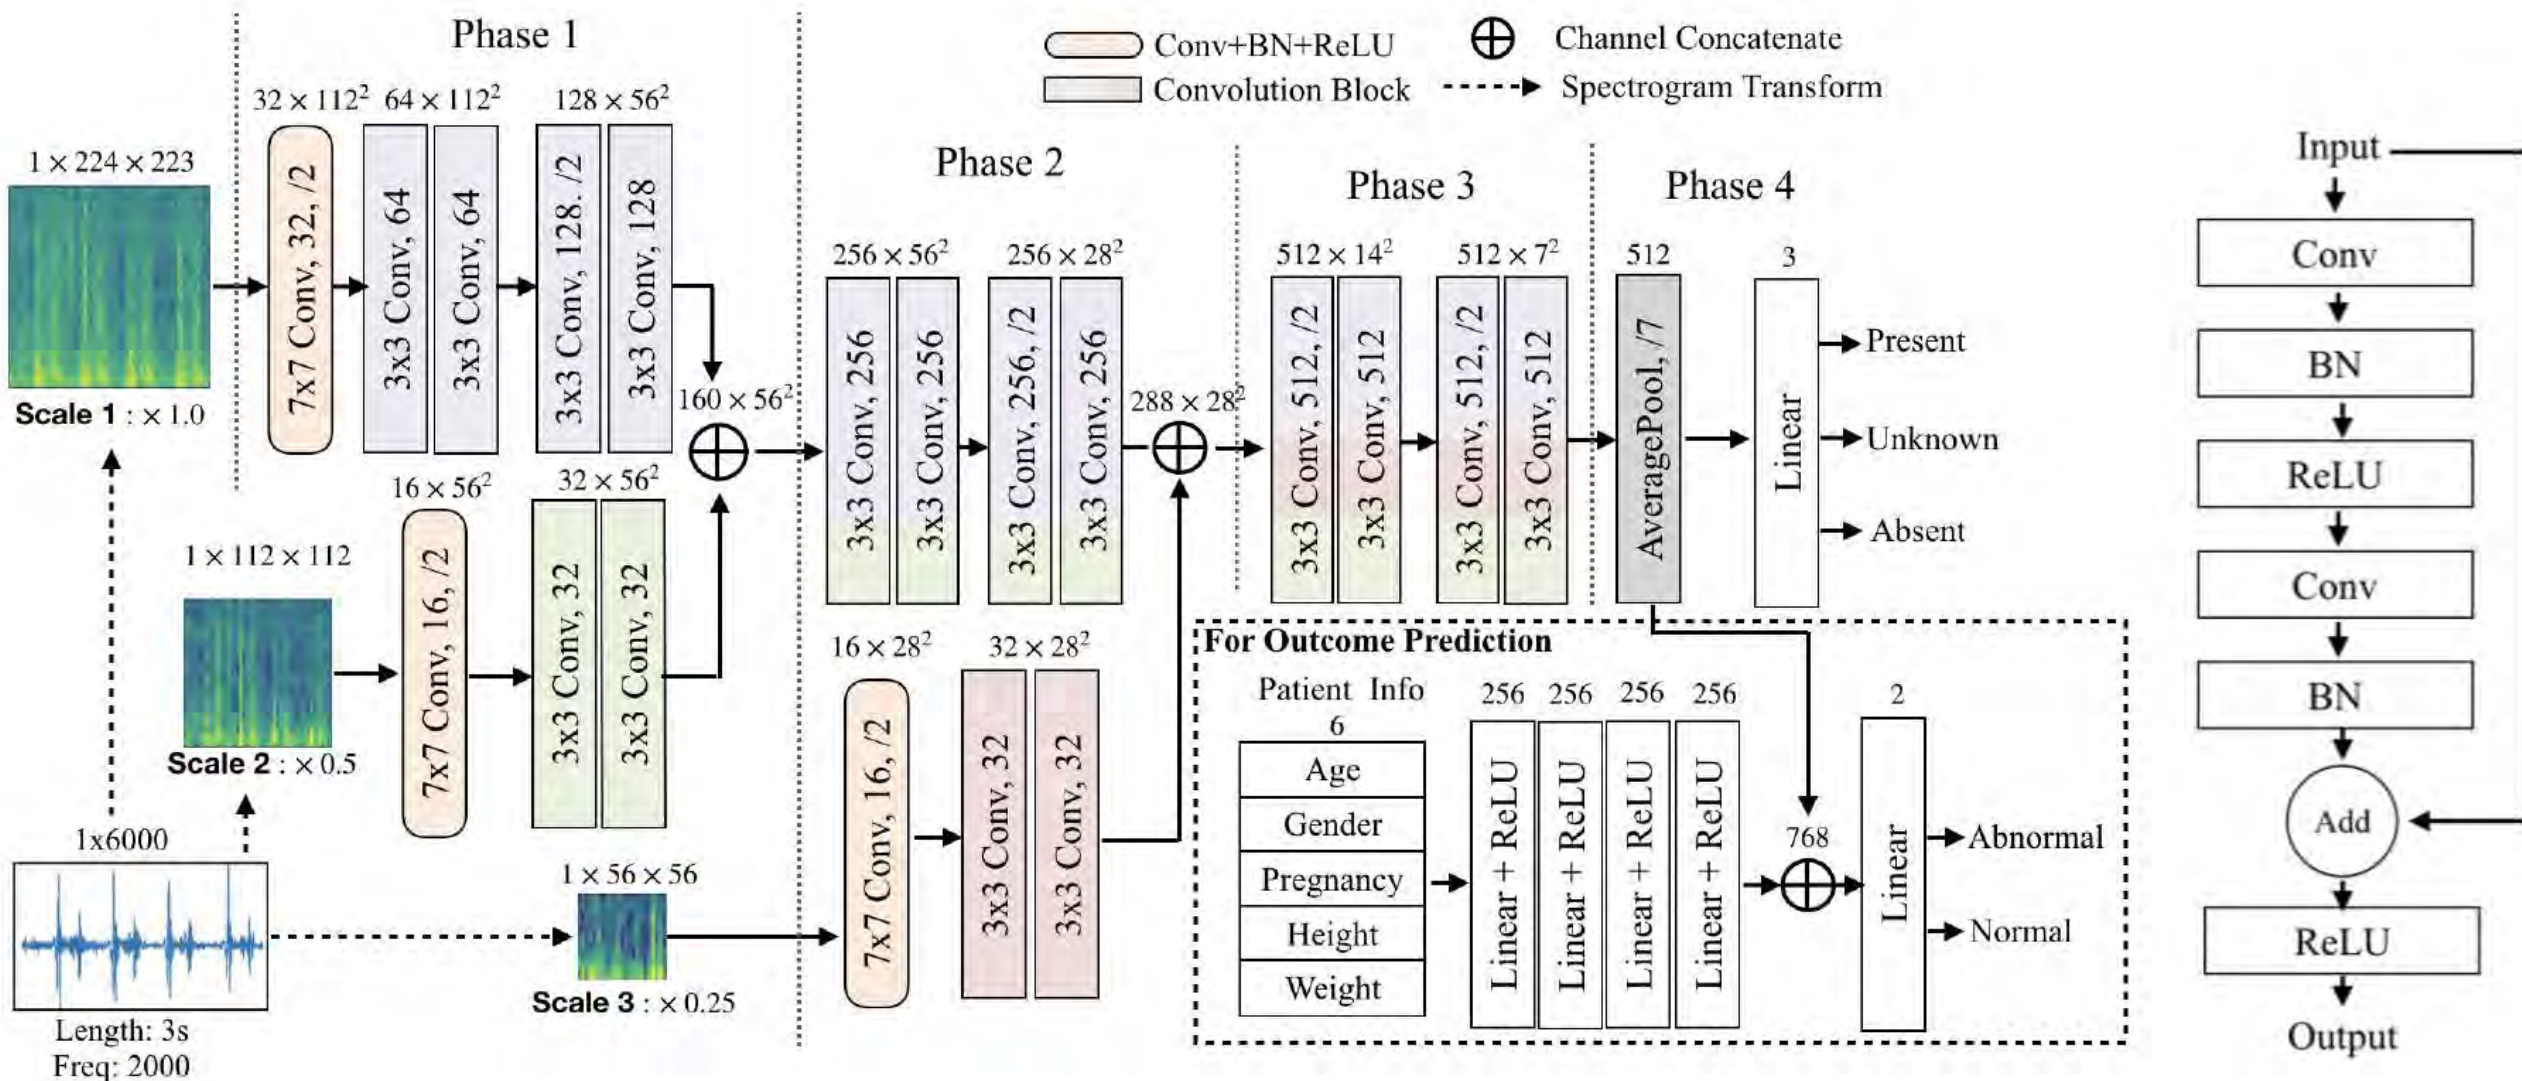 Phase 1
Conv+BN+ReLU
Channel Concatenate
Convolution Block
Spectrogram Transform
32 × 112²
64 × 112²
128 × 56²
1 × 224 × 223
7x7 Conv, 32, /2
3x3 Conv, 64
3x3 Conv, 64
3x3 Conv, 128. /2
3x3 Conv, 128
Scale 1 : × 1.0
160 × 56²
16 × 56²
32 × 56²
1 × 112 × 112
7x7 Conv, 16, /2
3x3 Conv, 32
3x3 Conv, 32
Scale 2 : × 0.5
1x6000
Length: 3s
Freq: 2000
1 × 56 × 56
Scale 3 : × 0.25
Phase 2
256 × 56²
256 × 28²
3x3 Conv, 256
3x3 Conv, 256
3x3 Conv, 256, /2
3x3 Conv, 256
288 × 28²
16 × 28²
32 × 28²
7x7 Conv, 16, /2
3x3 Conv, 32
3x3 Conv, 32
Phase 3
512 × 14²
512 × 7²
3x3 Conv, 512, /2
3x3 Conv, 512
3x3 Conv, 512, /2
3x3 Conv, 512
Phase 4
512
3
AveragePool, /7
Linear
Present
Unknown
Absent
For Outcome Prediction
Patient Info
6
Age
Gender
Pregnancy
Height
Weight
256
256
256
256
Linear + ReLU
Linear + ReLU
Linear + ReLU
Linear + ReLU
768
2
Linear
Abnormal
Normal
Input
Conv
BN
ReLU
Conv
BN
Add
ReLU
Output